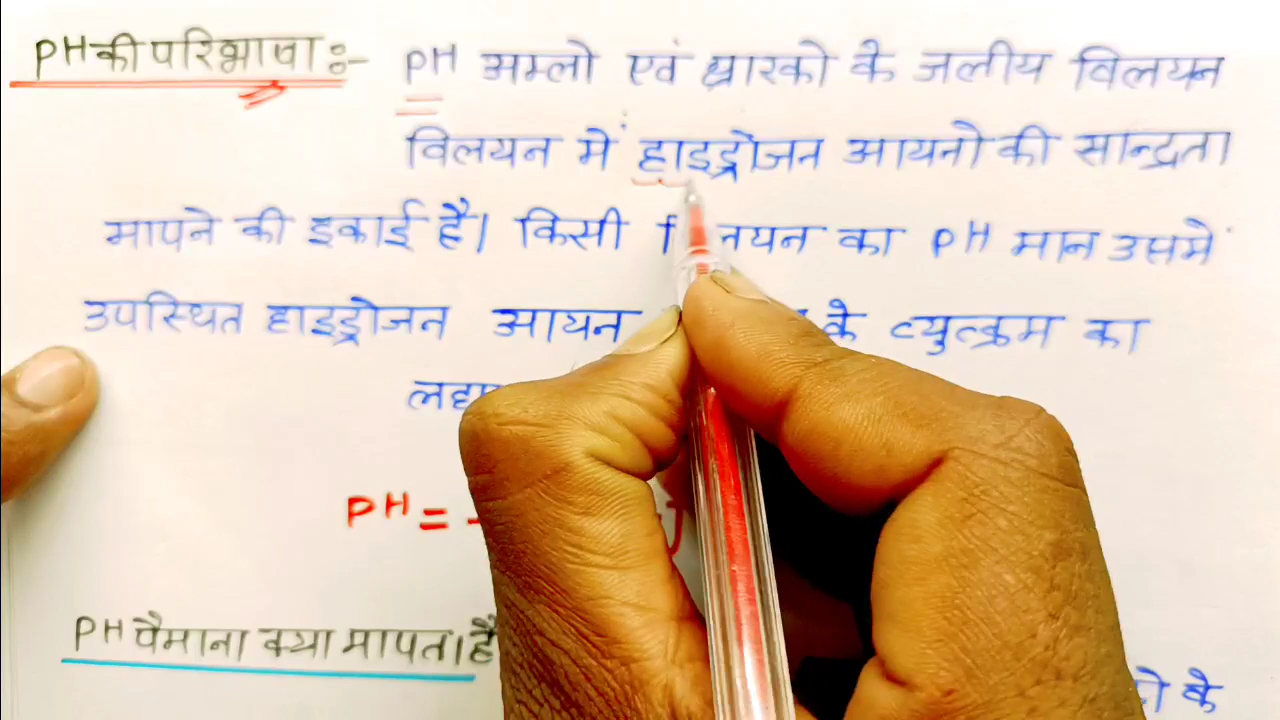 PH की परिभाषा :- PH अम्लो एवं क्षारको के जलीय विलयन
विलयन में हाइड्रोजन आयनो की सान्द्रता
मापने की इकाई है। किसी का PH मान उसमें
उपस्थित हाइड्रोजन आयन के व्युत्क्रम का
PH = -
PH पैमाना क्या मापता है
के